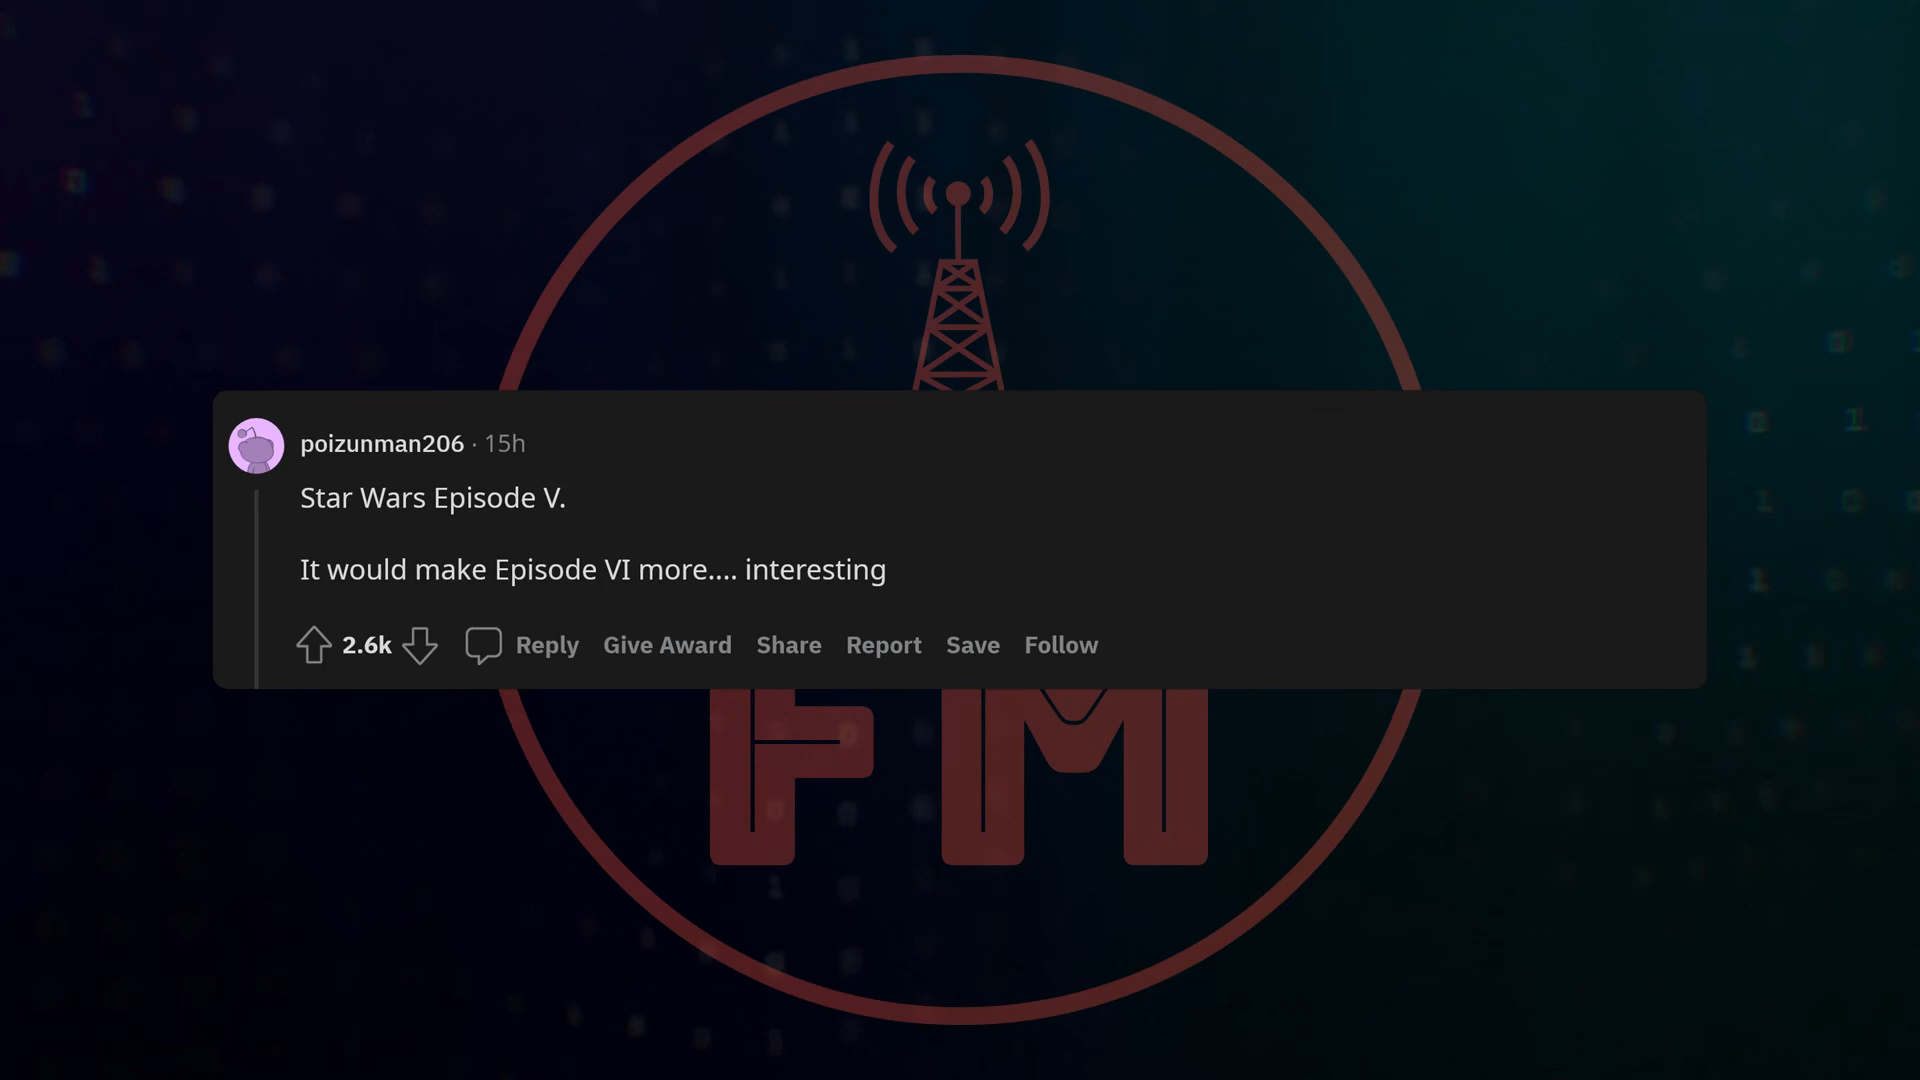 poizunman206 · 15h
Star Wars Episode V.
It would make Episode VI more.... interesting
2.6k Reply Give Award Share Report Save Follow
FM